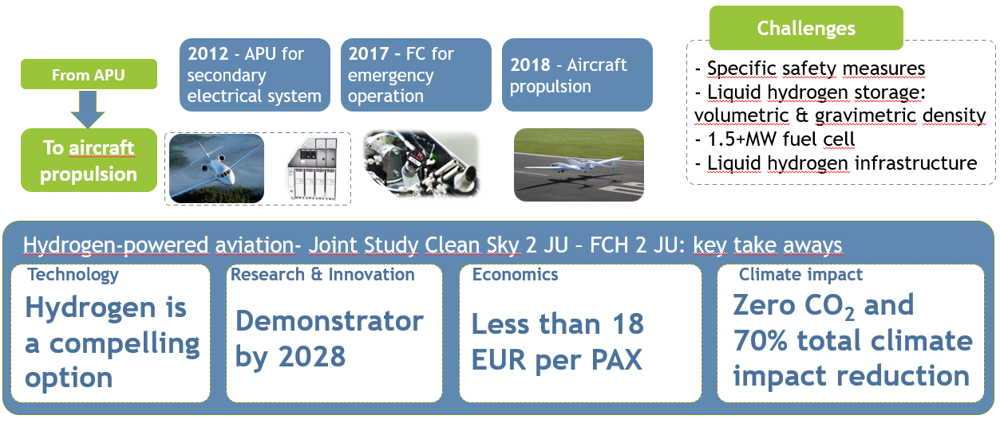 From APU
To aircraft
propulsion
2012 - APU for
secondary
electrical system
2017 – FC for
emergency
operation
2018 – Aircraft
propulsion
Challenges
- Specific safety measures
- Liquid hydrogen storage:
volumetric & gravimetric density
- 1.5+MW fuel cell
- Liquid hydrogen infrastructure
Hydrogen-powered aviation- Joint Study Clean Sky 2 JU – FCH 2 JU: key take aways
Technology
Hydrogen is
a compelling
option
Research & Innovation
Demonstrator
by 2028
Economics
Less than 18
EUR per PAX
Climate impact
Zero CO₂ and
70% total climate
impact reduction